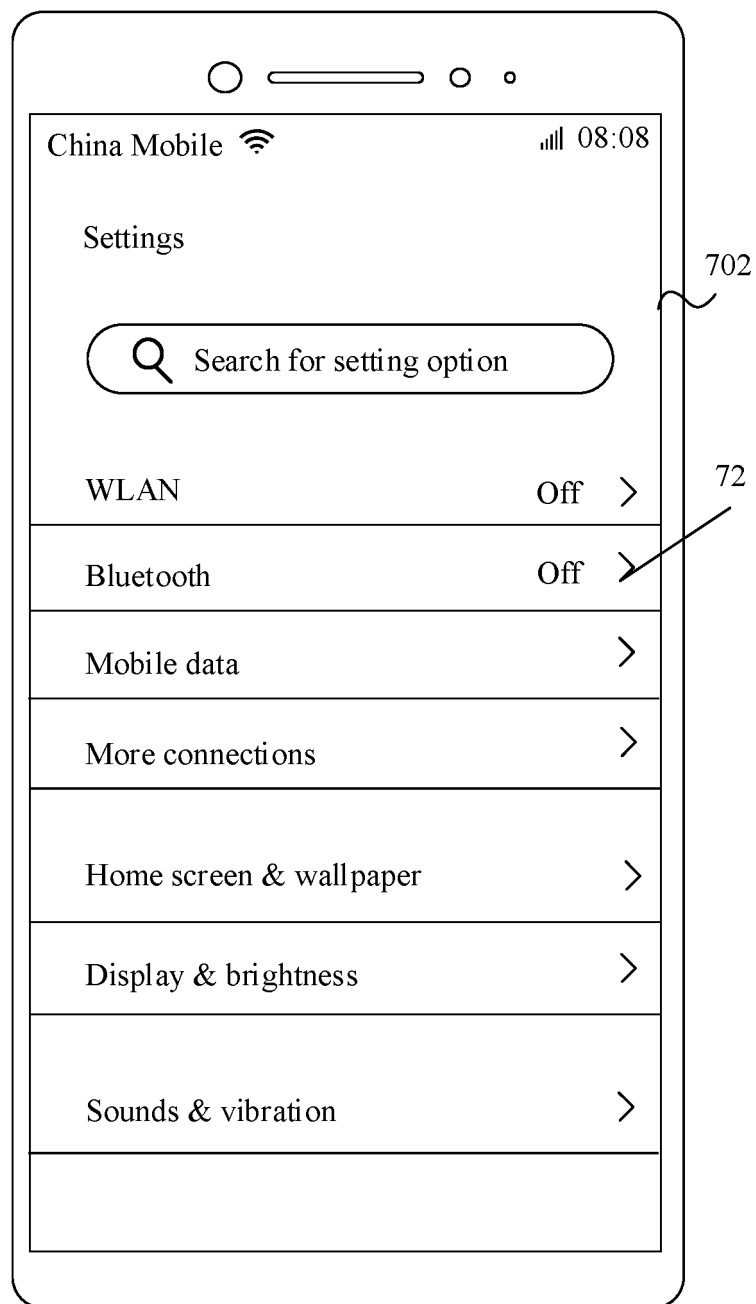 China Mobile 08:08
Settings
702
Search for setting option
WLAN Off
72
Bluetooth Off
Mobile data
More connections
Home screen & wallpaper
Display & brightness
Sounds & vibration